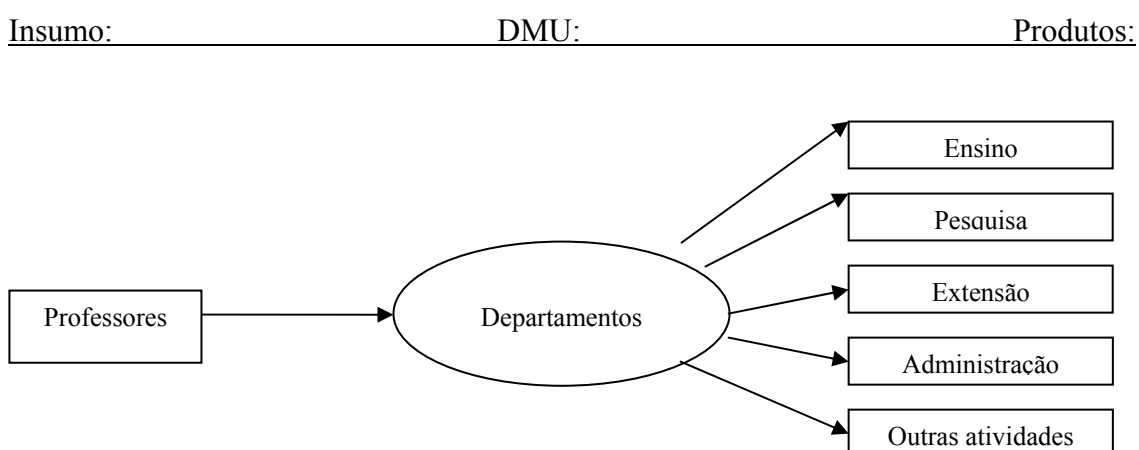 Insumo: DMU: Produtos:
Ensino
Pesquisa
Extensão
Professores
Departamentos
Administração
Outras atividades